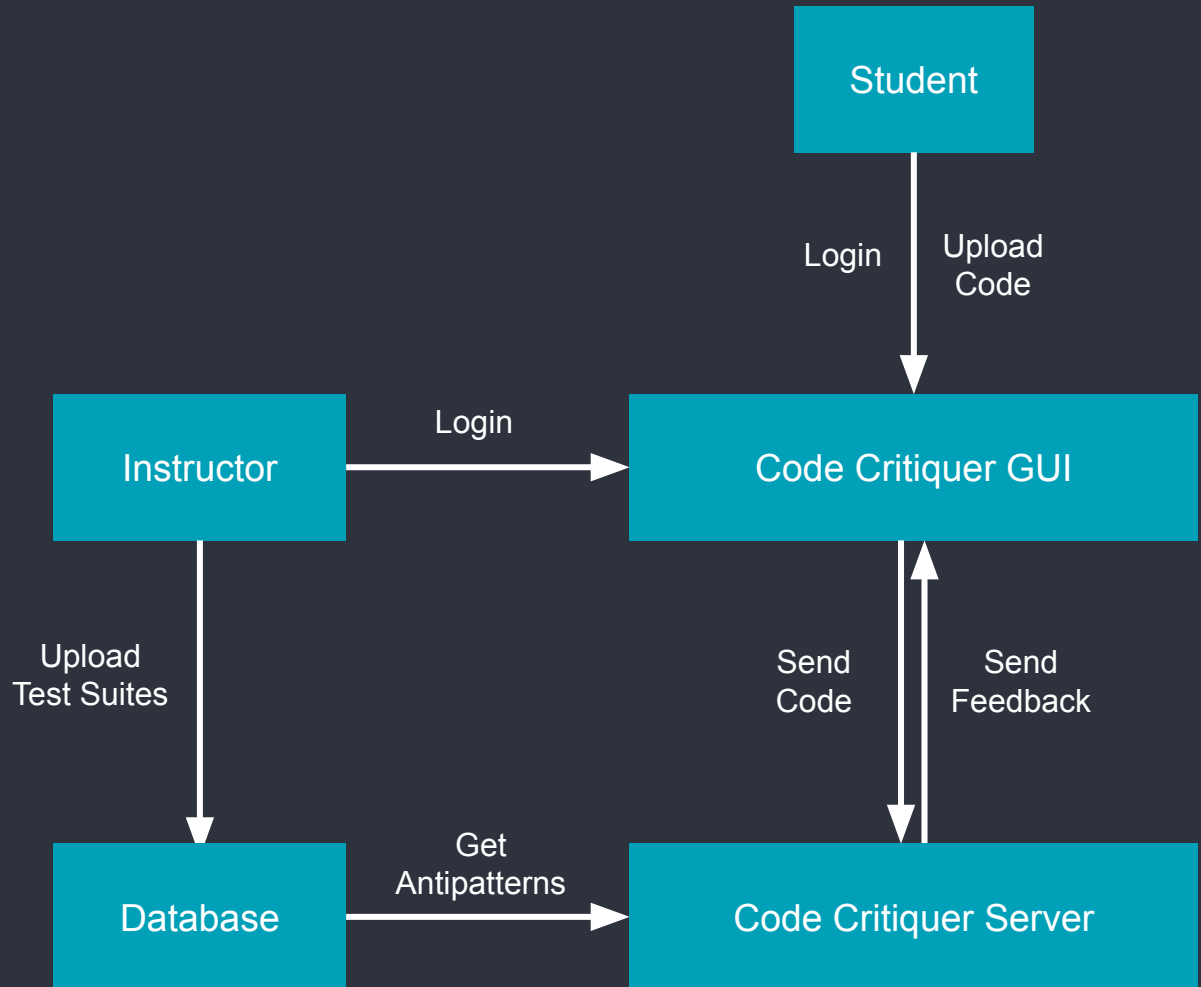 Student
Login
Upload
Code
Login
Instructor
Code Critiquer GUI
Upload
Test Suites
Send
Code
Send
Feedback
Get
Antipatterns
Database
Code Critiquer Server